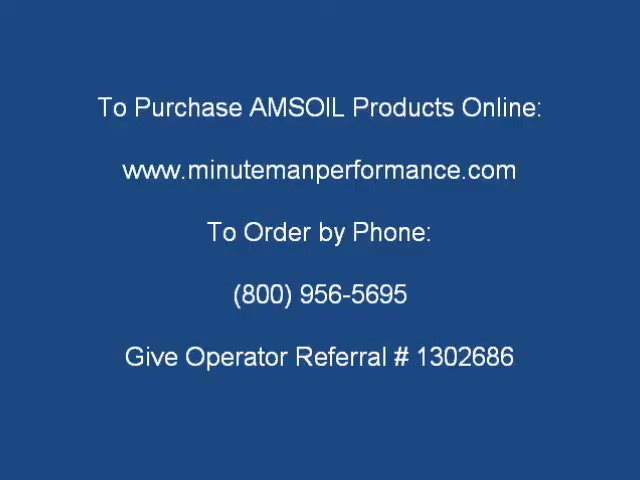 To Purchase AMSOIL Products Online:
www.minutemanperformance.com
To Order by Phone:
(800) 956-5695
Give Operator Referral # 1302686